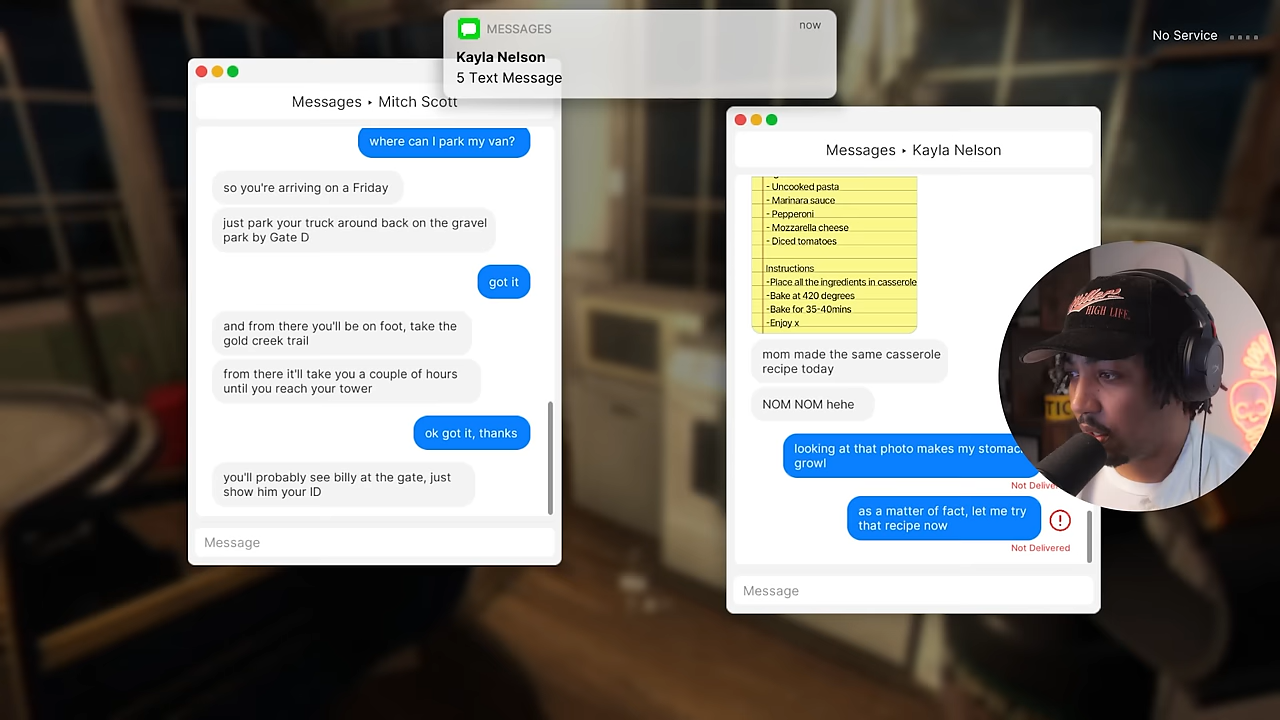 MESSAGES
now
Kayla Nelson
5 Text Message
No Service
Messages ▸ Mitch Scott
where can I park my van?
so you're arriving on a Friday
just park your truck around back on the gravel
park by Gate D
got it
and from there you'll be on foot, take the
gold creek trail
from there it'll take you a couple of hours
until you reach your tower
ok got it, thanks
you'll probably see billy at the gate, just
show him your ID
Message
Messages ▸ Kayla Nelson
- Uncooked pasta
- Marinara sauce
- Pepperoni
- Mozzarella cheese
- Diced tomatoes
Instructions
-Place all the ingredients in casserole
-Bake at 420 degrees
-Bake for 35-40mins
-Enjoy x
mom made the same casserole
recipe today
NOM NOM hehe
looking at that photo makes my
growl
Not
as a matter of fact, let me try
that recipe now
Not Delivered
Message
Miller
HIGH LIFE